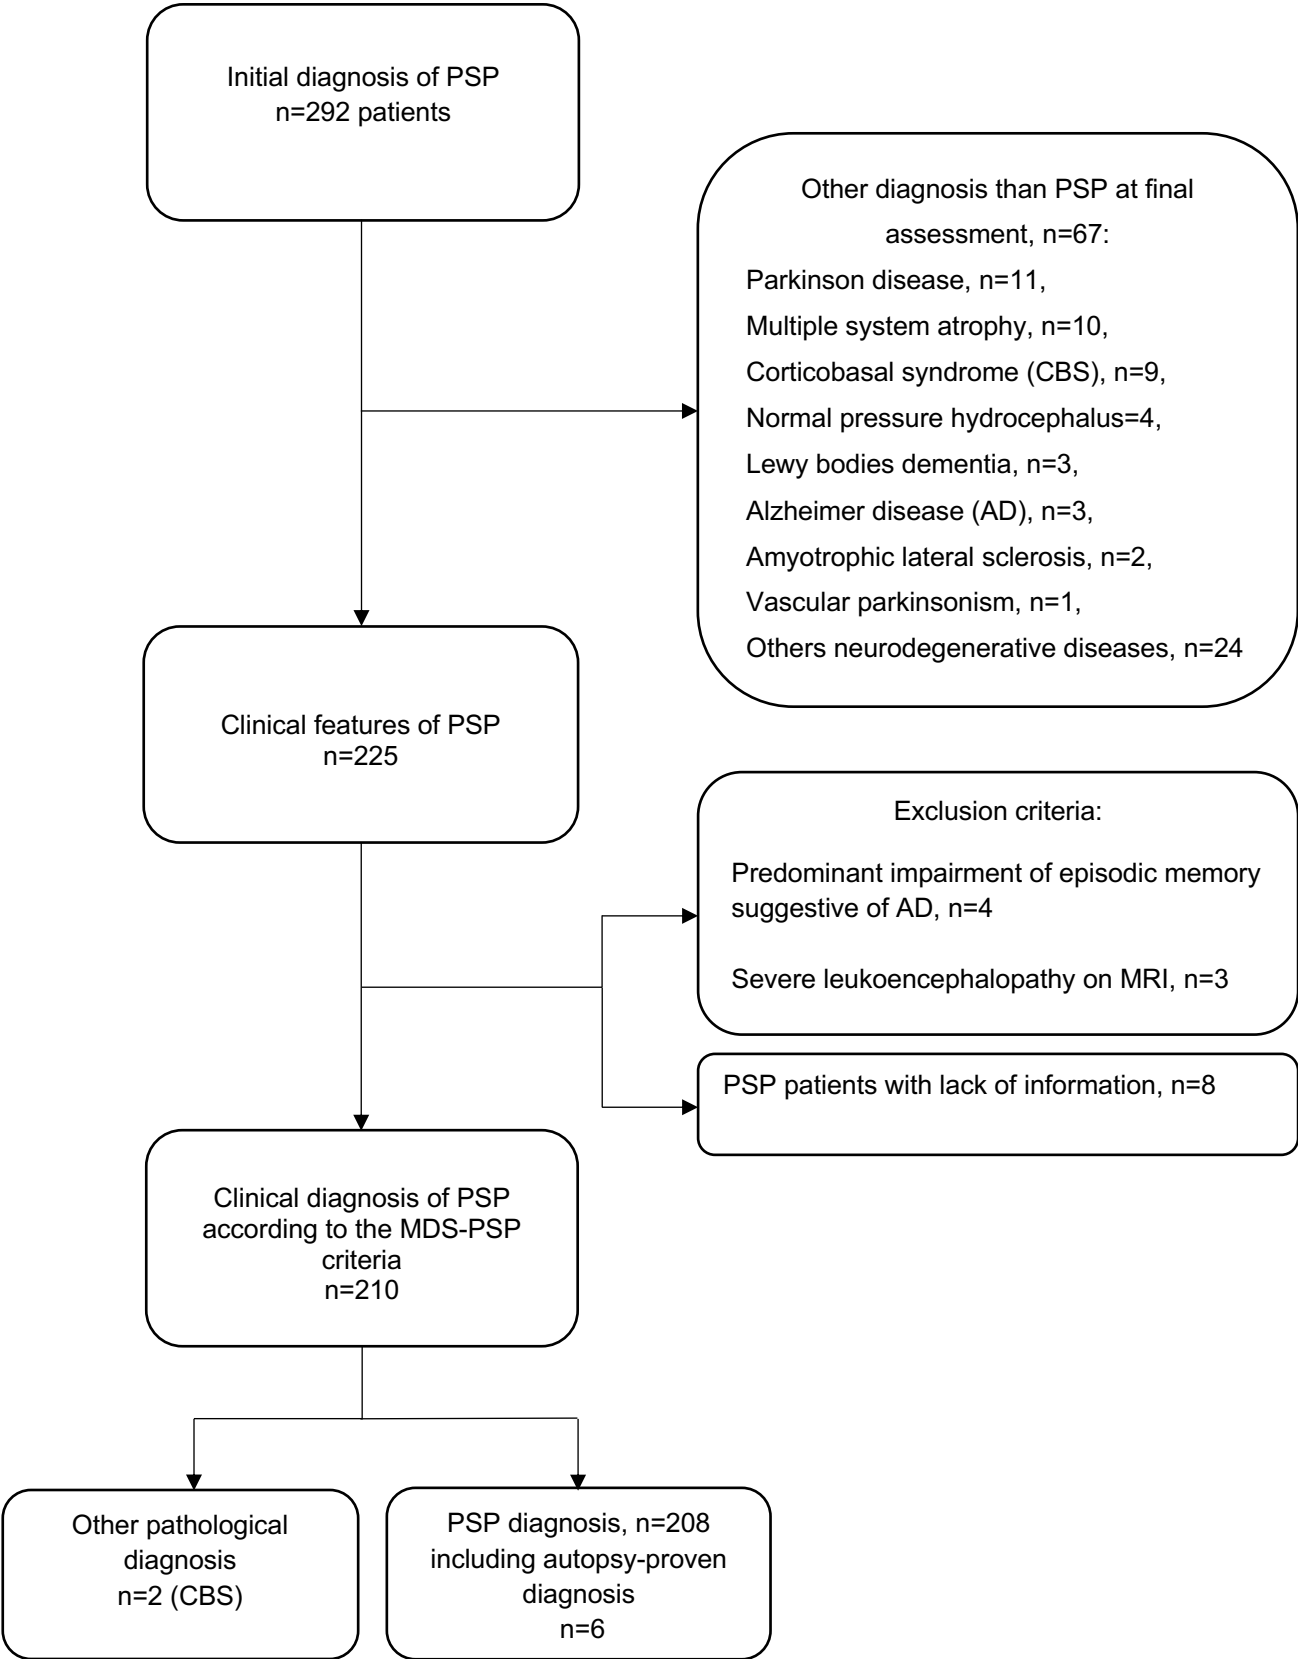 Initial diagnosis of PSP
n=292 patients
Other diagnosis than PSP at final
assessment, n=67:
Parkinson disease, n=11,
Multiple system atrophy, n=10,
Corticobasal syndrome (CBS), n=9,
Normal pressure hydrocephalus=4,
Lewy bodies dementia, n=3,
Alzheimer disease (AD), n=3,
Amyotrophic lateral sclerosis, n=2,
Vascular parkinsonism, n=1,
Others neurodegenerative diseases, n=24
Clinical features of PSP
n=225
Exclusion criteria:
Predominant impairment of episodic memory
suggestive of AD, n=4
Severe leukoencephalopathy on MRI, n=3
PSP patients with lack of information, n=8
Clinical diagnosis of PSP
according to the MDS-PSP
criteria
n=210
Other pathological
diagnosis
n=2 (CBS)
PSP diagnosis, n=208
including autopsy-proven
diagnosis
n=6